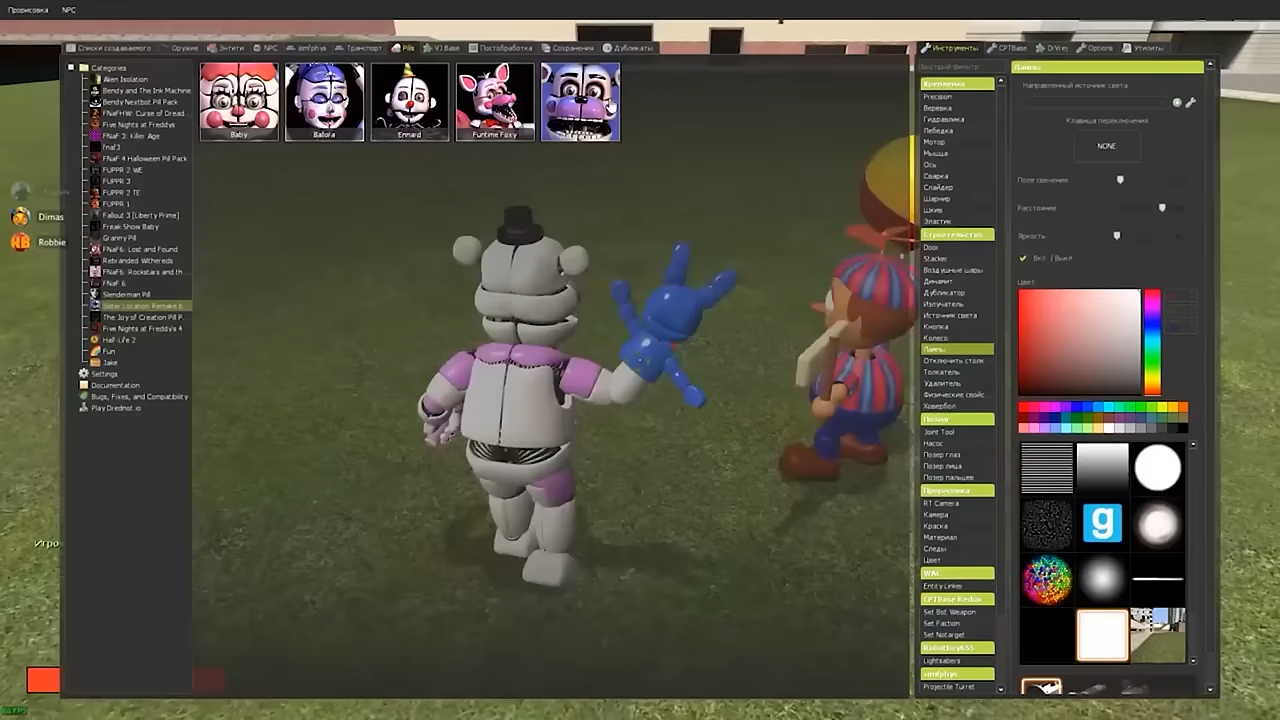 Прорисовка NPC
Списки создаваемого Оружие Энтити NPC simfphys Транспорт Pills VJ Base Постобработка Сохранения Дубликаты
Инструменты CPTBase DrVrej Options Утилиты
Categories
Alien Isolation
Bendy and The Ink Machine
Bendy Nextbot Pill Pack
FNaFHW: Curse of Dread...
Five Nights at Freddys
FNaF 3: Killer Age
fnaf3
FNAF 4 Halloween Pill Pack
FUPPR 2 WE
FUPPR 3
FUPPR 2 TE
FUPPR 1
Fallout 3 [Liberty Prime]
Freak Show Baby
Granny Pill
FNaF6: Lost and Found
Rebranded Withereds
FNaF6: Rockstars and th...
FNaF 6
Slenderman Pill
Sister Location Remake b...
The Joy of Creation Pill P...
Five Nights at Freddy's 4
Half-Life 2
Fun
Jake
Settings
Documentation
Bugs, Fixes, and Compatibility
Play Drednot.io
Baby
Balora
Ennard
Funtime Foxy
Dimas
Robbie
Игро
Быстрый фильтр
Крепления
Precision
Веревка
Гидравлика
Лебедка
Мотор
Мышца
Ось
Сварка
Слайдер
Шарнир
Шкив
Эластик
Строительство
Door
Stacker
Воздушные шары
Динамит
Дубликатор
Излучатель
Источник света
Кнопка
Колесо
Лампы
Отключить столк
Толкатель
Удалитель
Физические свойс
Ховербол
Позинг
Joint Tool
Насос
Позер глаз
Позер лица
Позер пальцев
Прорисовка
RT Camera
Камера
Краска
Материал
Следы
Цвет
WAC
Entity Linker
CPTBase Redux
Set Bot Weapon
Set Faction
Set Notarget
Robotboy655
Lightsabers
simfphys
Projectile Turret
Лампы
Направленный источник света
Клавиша переключения
NONE
Поле свечения
Расстояние
Яркость
Вкл. / Выкл
Цвет
g